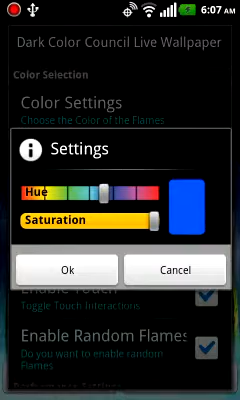 6:07 AM
Dark Color Council Live Wallpaper
Color Selection
Color Settings
Choose the Color of the Flames
Settings
Hue
Saturation
Ok
Cancel
Enable Touch
Toggle Touch Interactions
Enable Random Flames
Do you want to enable random
Flames
Performance Settings